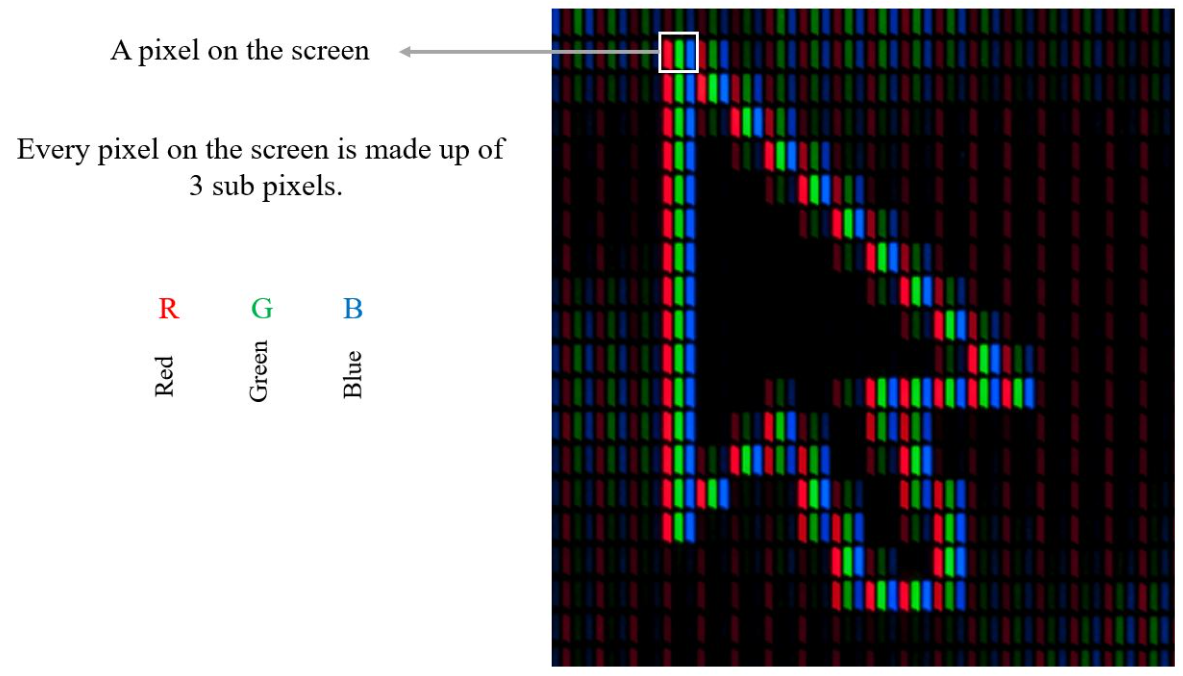 A pixel on the screen
Every pixel on the screen is made up of
3 sub pixels.
R G B
Red Green Blue